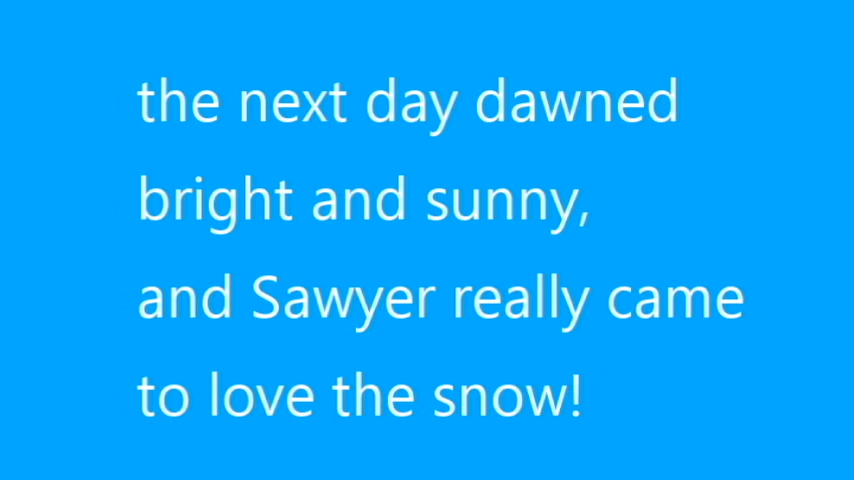 the next day dawned
bright and sunny,
and Sawyer really came
to love the snow!